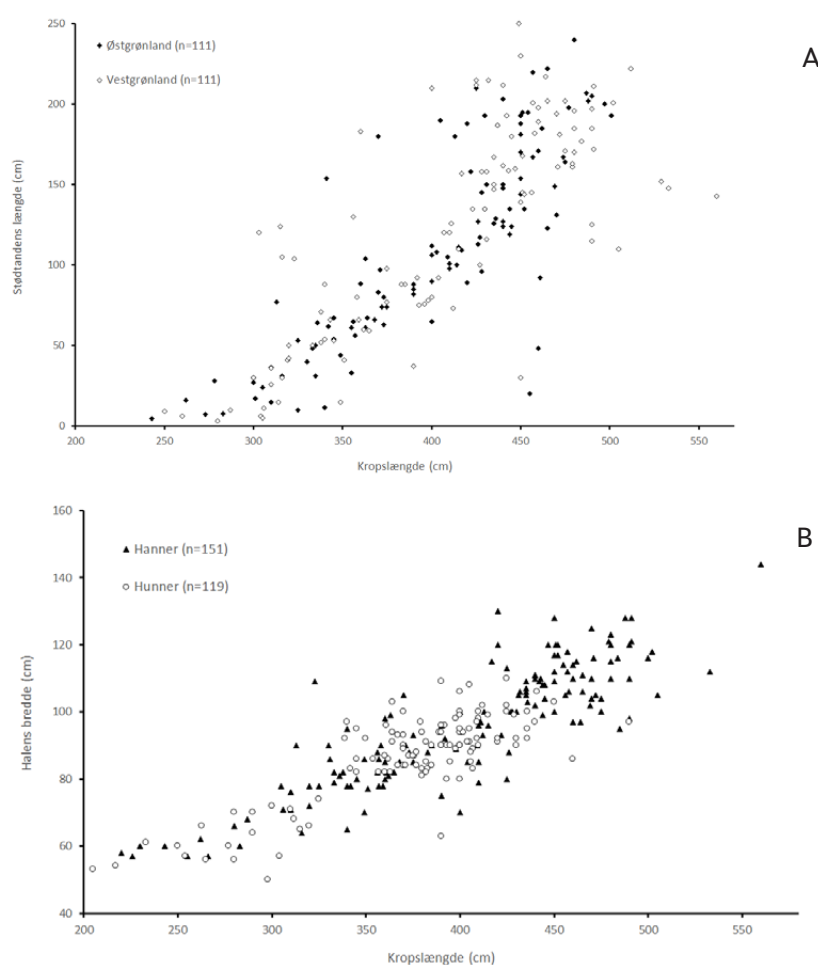 A
Østgrønland (n=111)
Vestgrønland (n=111)
Stødtandens længde (cm)
250
200
150
100
50
0
200 250 300 350 400 450 500 550
Kropslængde (cm)
B
Hanner (n=151)
Hunner (n=119)
Halens bredde (cm)
160
140
120
100
80
60
40
200 250 300 350 400 450 500 550
Kropslængde (cm)